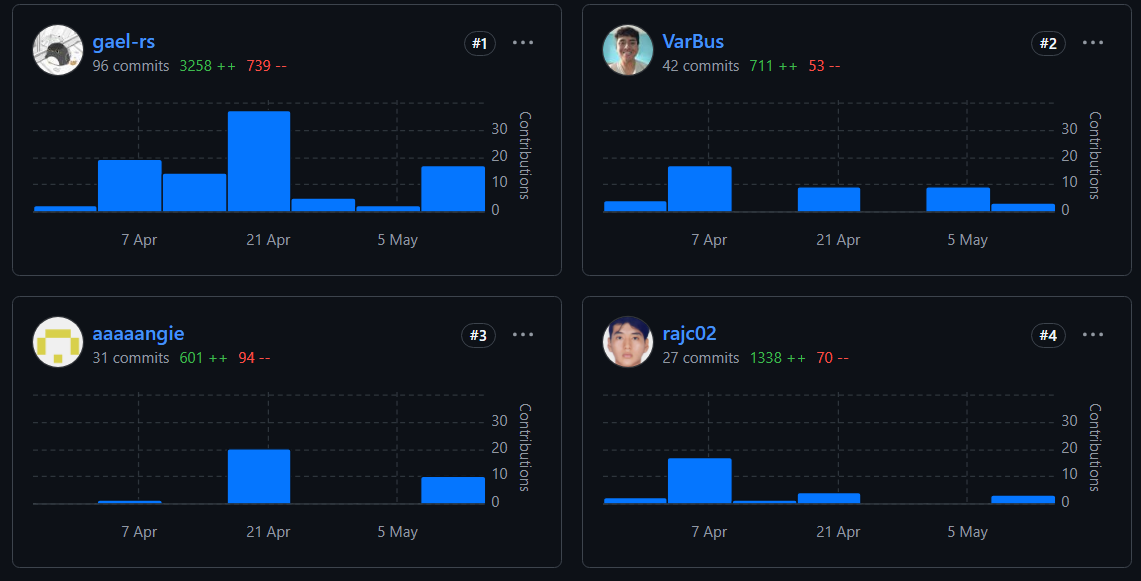 gael-rs
#1
96 commits 3258 ++ 739 --
30
20
10
0
Contributions
7 Apr 21 Apr 5 May
VarBus
#2
42 commits 711 ++ 53 --
30
20
10
0
Contributions
7 Apr 21 Apr 5 May
aaaaangie
#3
31 commits 601 ++ 94 --
30
20
10
0
Contributions
7 Apr 21 Apr 5 May
rajc02
#4
27 commits 1338 ++ 70 --
30
20
10
0
Contributions
7 Apr 21 Apr 5 May